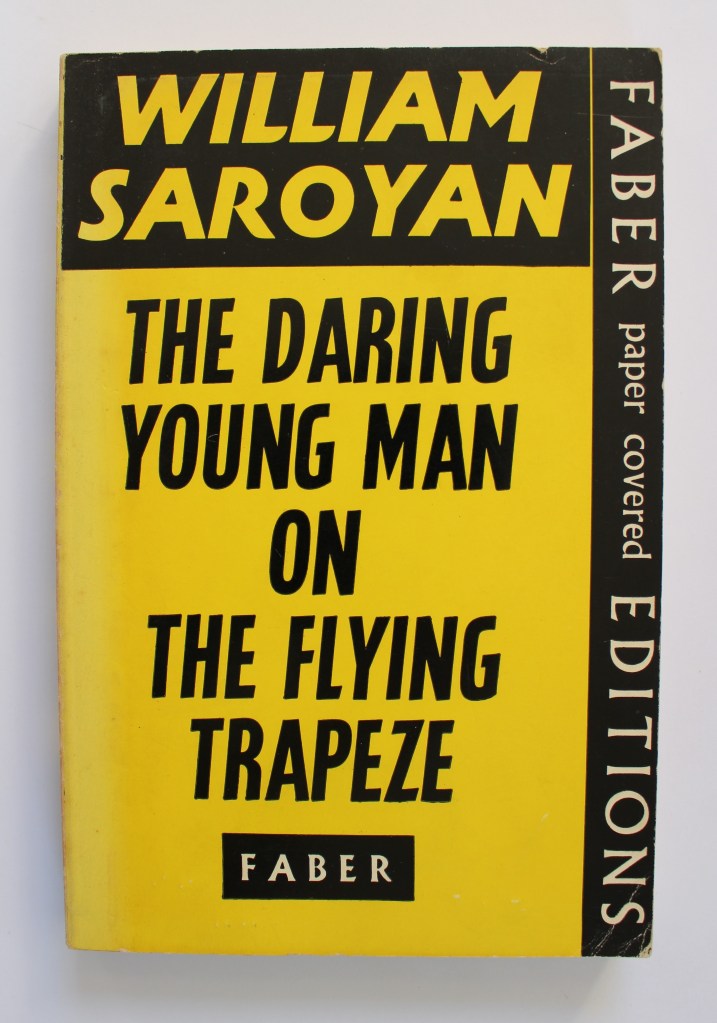 WILLIAM
SAROYAN
THE DARING
YOUNG MAN
ON
THE FLYING
TRAPEZE
FABER
FABER paper covered EDITIONS